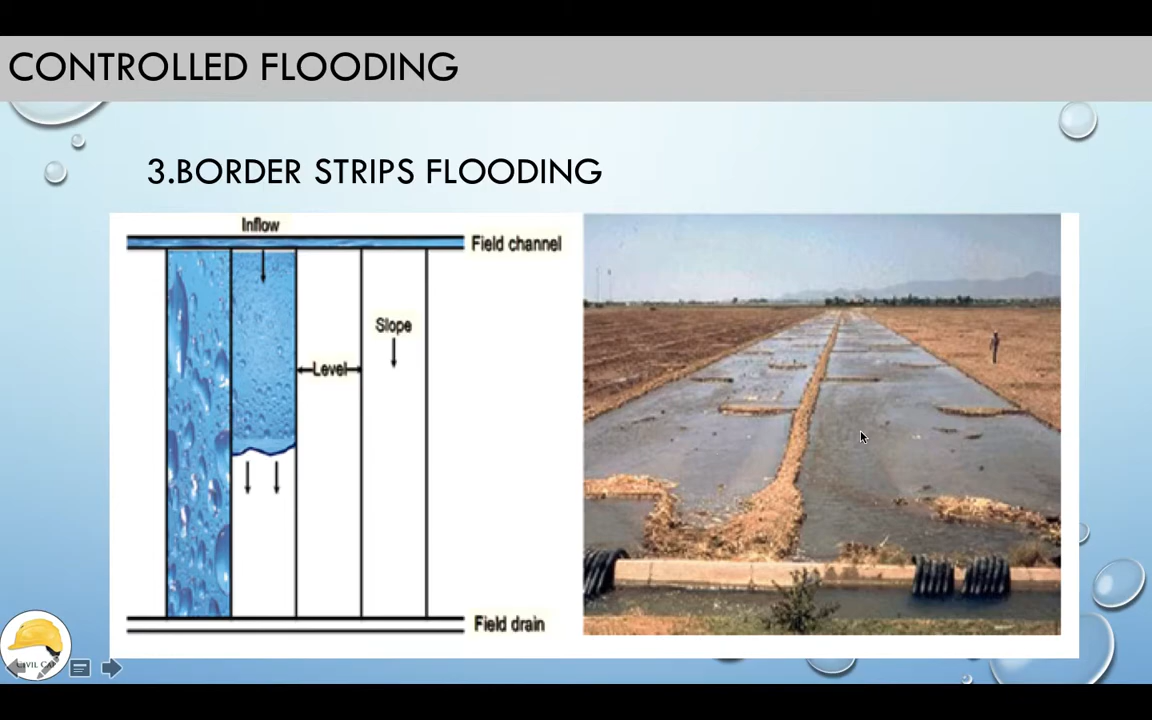 CONTROLLED FLOODING
3.BORDER STRIPS FLOODING
Inflow
Field channel
Slope
Level
Field drain